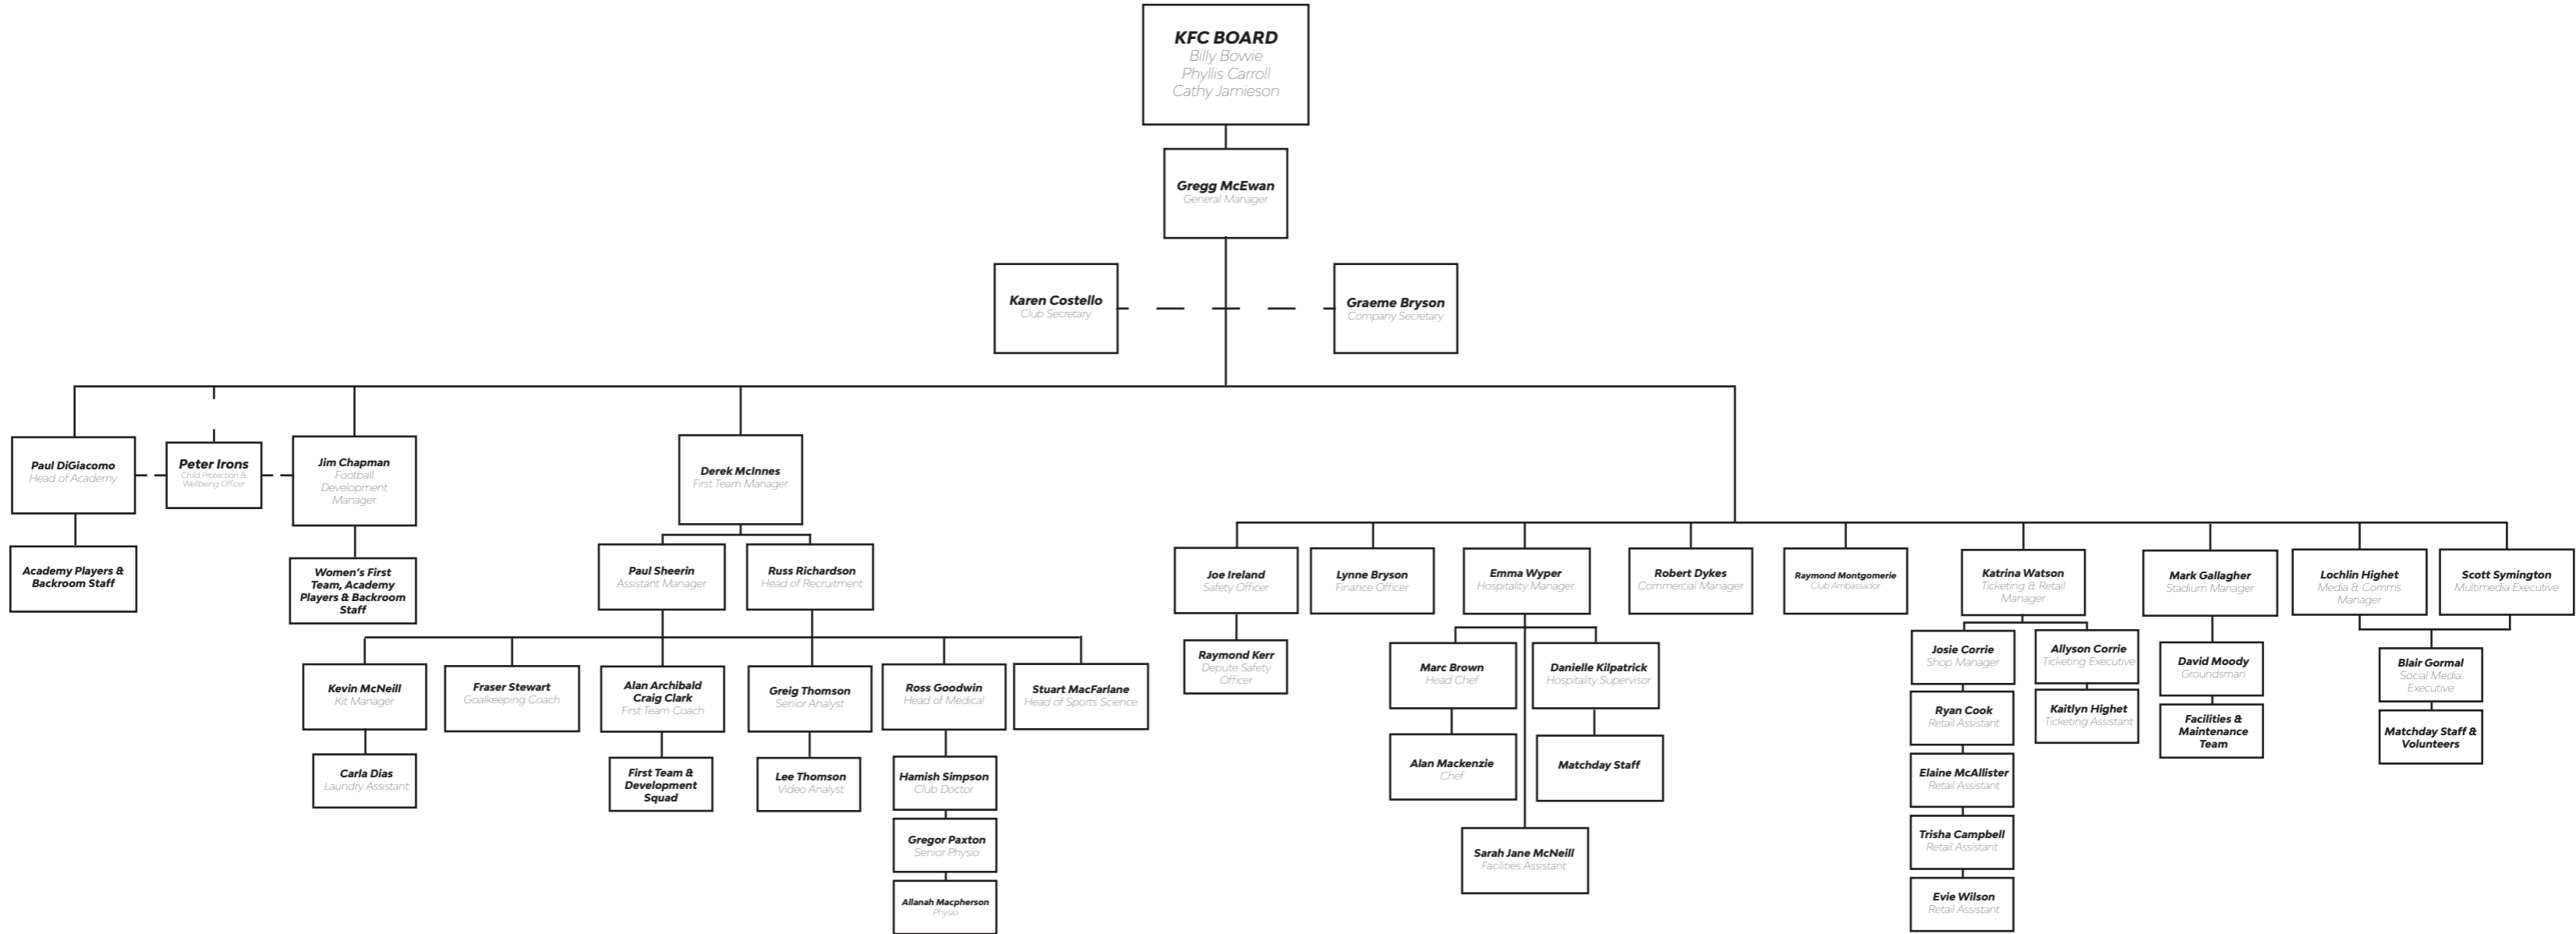 KFC BOARD
Billy Bowie
Phyllis Carroll
Cathy Jamieson
Gregg McEwan
General Manager
Karen Costello
Club Secretary
Graeme Bryson
Company Secretary
Paul DiGiacomo
Head of Academy
Peter Irons
Child Protection &
Wellbeing Officer
Jim Chapman
Football
Development
Manager
Derek McInnes
First Team Manager
Academy Players &
Backroom Staff
Women's First
Team, Academy
Players & Backroom
Staff
Paul Sheerin
Assistant Manager
Russ Richardson
Head of Recruitment
Kevin McNeill
Kit Manager
Fraser Stewart
Goalkeeping Coach
Alan Archibald
Craig Clark
First Team Coach
Greig Thomson
Senior Analyst
Ross Goodwin
Head of Medical
Stuart MacFarlane
Head of Sports Science
Carla Dias
Laundry Assistant
First Team &
Development
Squad
Lee Thomson
Video Analyst
Hamish Simpson
Club Doctor
Gregor Paxton
Senior Physio
Allanah Macpherson
Physio
Joe Ireland
Safety Officer
Lynne Bryson
Finance Officer
Emma Wyper
Hospitality Manager
Robert Dykes
Commercial Manager
Raymond Montgomerie
Club Ambassador
Katrina Watson
Ticketing & Retail
Manager
Mark Gallagher
Stadium Manager
Lochlin Highet
Media & Comms
Manager
Scott Symington
Multimedia Executive
Raymond Kerr
Depute Safety
Officer
Marc Brown
Head Chef
Danielle Kilpatrick
Hospitality Supervisor
Alan Mackenzie
Chef
Matchday Staff
Sarah Jane McNeill
Facilities Assistant
Josie Corrie
Shop Manager
Allyson Corrie
Ticketing Executive
Ryan Cook
Retail Assistant
Kaitlyn Highet
Ticketing Assistant
Elaine McAllister
Retail Assistant
Trisha Campbell
Retail Assistant
Evie Wilson
Retail Assistant
David Moody
Groundsman
Facilities &
Maintenance
Team
Blair Gormal
Social Media
Executive
Matchday Staff &
Volunteers